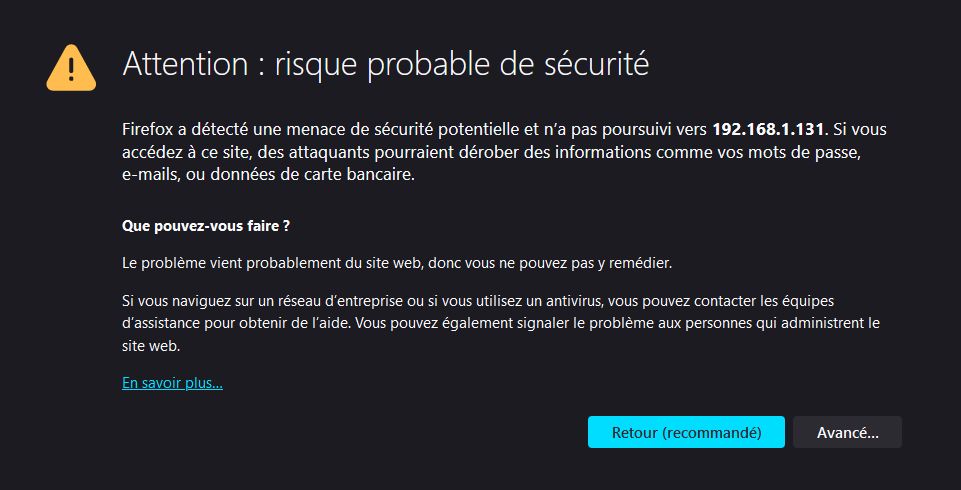 Attention : risque probable de sécurité
Firefox a détecté une menace de sécurité potentielle et n’a pas poursuivi vers 192.168.1.131. Si vous
accédez à ce site, des attaquants pourraient dérober des informations comme vos mots de passe,
e-mails, ou données de carte bancaire.
Que pouvez-vous faire ?
Le problème vient probablement du site web, donc vous ne pouvez pas y remédier.
Si vous naviguez sur un réseau d’entreprise ou si vous utilisez un antivirus, vous pouvez contacter les équipes
d’assistance pour obtenir de l’aide. Vous pouvez également signaler le problème aux personnes qui administrent le
site web.
En savoir plus…
Retour (recommandé)
Avancé…